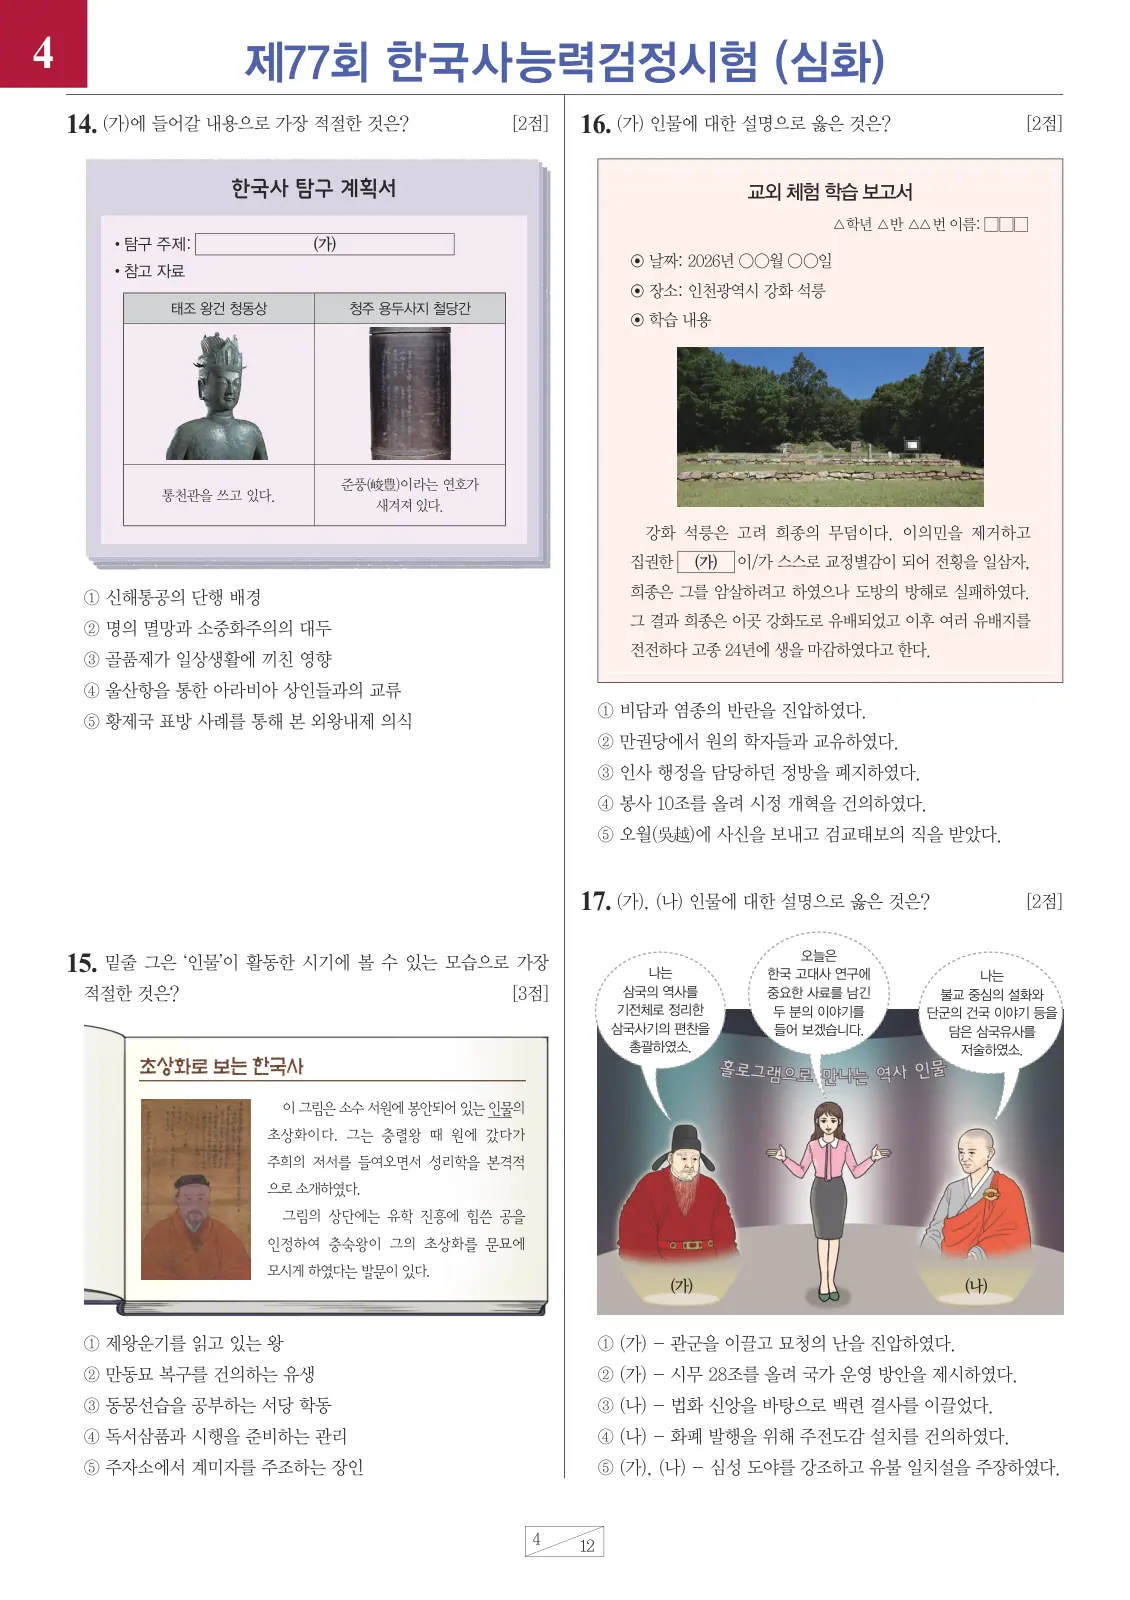 4
제77회 한국사능력검정시험 (심화)
14. (가)에 들어갈 내용으로 가장 적절한 것은? [2점]
한국사 탐구 계획서
• 탐구 주제: (가)
• 참고 자료
태조 왕건 청동상 청주 용두사지 철당간
통천관을 쓰고 있다.
준풍(峻豊)이라는 연호가
새겨져 있다.
① 신해통공의 단행 배경
② 명의 멸망과 소중화주의의 대두
③ 골품제가 일상생활에 끼친 영향
④ 울산항을 통한 아라비아 상인들과의 교류
⑤ 황제국 표방 사례를 통해 본 외왕내제 의식
15. 밑줄 그은 ‘인물’이 활동한 시기에 볼 수 있는 모습으로 가장
적절한 것은? [3점]
초상화로 보는 한국사
이 그림은 소수 서원에 봉안되어 있는 인물의
초상화이다. 그는 충렬왕 때 원에 갔다가
주희의 저서를 들여오면서 성리학을 본격적
으로 소개하였다.
그림의 상단에는 유학 진흥에 힘쓴 공을
인정하여 충숙왕이 그의 초상화를 문묘에
모시게 하였다는 발문이 있다.
① 제왕운기를 읽고 있는 왕
② 만동묘 복구를 건의하는 유생
③ 동몽선습을 공부하는 서당 학동
④ 독서삼품과 시행을 준비하는 관리
⑤ 주자소에서 계미자를 주조하는 장인
16. (가) 인물에 대한 설명으로 옳은 것은? [2점]
교외 체험 학습 보고서
△학년 △반 △△번 이름: □□□
⊙ 날짜: 2026년 ○○월 ○○일
⊙ 장소: 인천광역시 강화 석릉
⊙ 학습 내용
강화 석릉은 고려 희종의 무덤이다. 이의민을 제거하고
집권한 (가) 이/가 스스로 교정별감이 되어 전횡을 일삼자,
희종은 그를 암살하려고 하였으나 도방의 방해로 실패하였다.
그 결과 희종은 이곳 강화도로 유배되었고 이후 여러 유배지를
전전하다 고종 24년에 생을 마감하였다고 한다.
① 비담과 염종의 반란을 진압하였다.
② 만권당에서 원의 학자들과 교유하였다.
③ 인사 행정을 담당하던 정방을 폐지하였다.
④ 봉사 10조를 올려 시정 개혁을 건의하였다.
⑤ 오월(吳越)에 사신을 보내고 검교태보의 직을 받았다.
17. (가), (나) 인물에 대한 설명으로 옳은 것은? [2점]
나는
삼국의 역사를
기전체로 정리한
삼국사기의 편찬을
총괄하였소.
오늘은
한국 고대사 연구에
중요한 사료를 남긴
두 분의 이야기를
들어 보겠습니다.
나는
불교 중심의 설화와
단군의 건국 이야기 등을
담은 삼국유사를
저술하였소.
홀로그램으로 만나는 역사 인물
(가)
(나)
① (가) - 관군을 이끌고 묘청의 난을 진압하였다.
② (가) - 시무 28조를 올려 국가 운영 방안을 제시하였다.
③ (나) - 법화 신앙을 바탕으로 백련 결사를 이끌었다.
④ (나) - 화폐 발행을 위해 주전도감 설치를 건의하였다.
⑤ (가), (나) - 심성 도야를 강조하고 유불 일치설을 주장하였다.
4 12